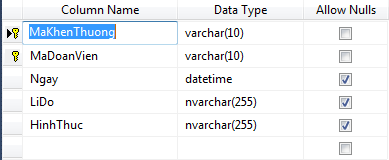 Column Name Data Type Allow Nulls
MaKhenThuong varchar(10)
MaDoanVien varchar(10)
Ngay datetime
LiDo nvarchar(255)
HinhThuc nvarchar(255)